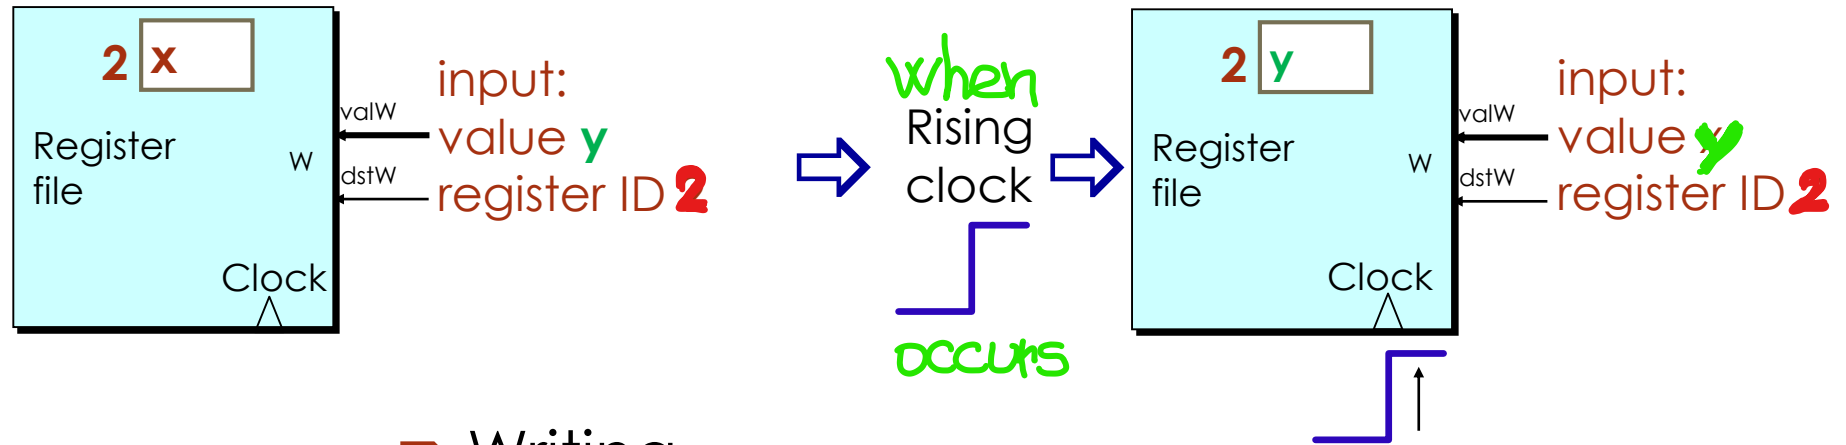 2 x
Register
file
W
Clock
valW
dstW
input:
value y
register ID 2
when
Rising
clock
occurs
2 y
Register
file
W
Clock
valW
dstW
input:
value y
register ID 2
Writing